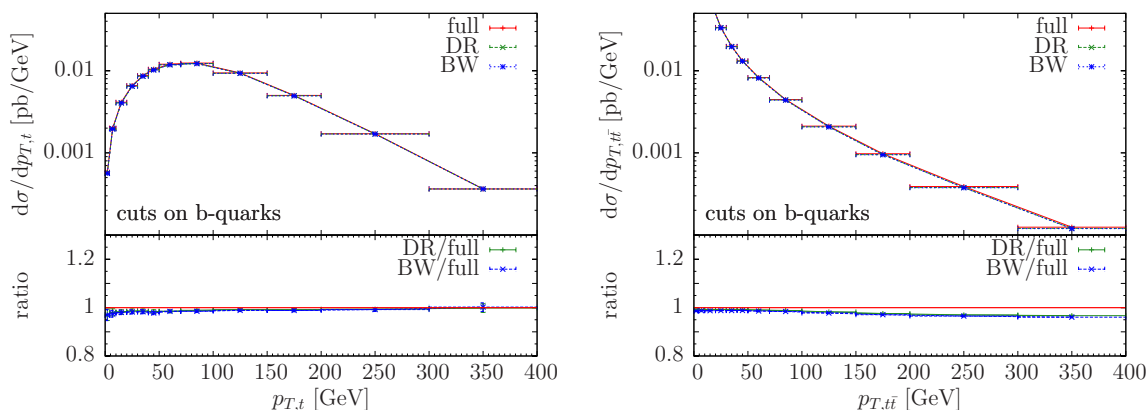 full
DR
BW
dσ/dp_{T,t} [pb/GeV]
0.01
0.001
cuts on b-quarks
DR/full
BW/full
ratio
1.2
1
0.8
0 50 100 150 200 250 300 350 400
p_{T,t} [GeV]
full
DR
BW
dσ/dp_{T,tt̄} [pb/GeV]
0.01
0.001
cuts on b-quarks
DR/full
BW/full
ratio
1.2
1
0.8
0 50 100 150 200 250 300 350 400
p_{T,tt̄} [GeV]